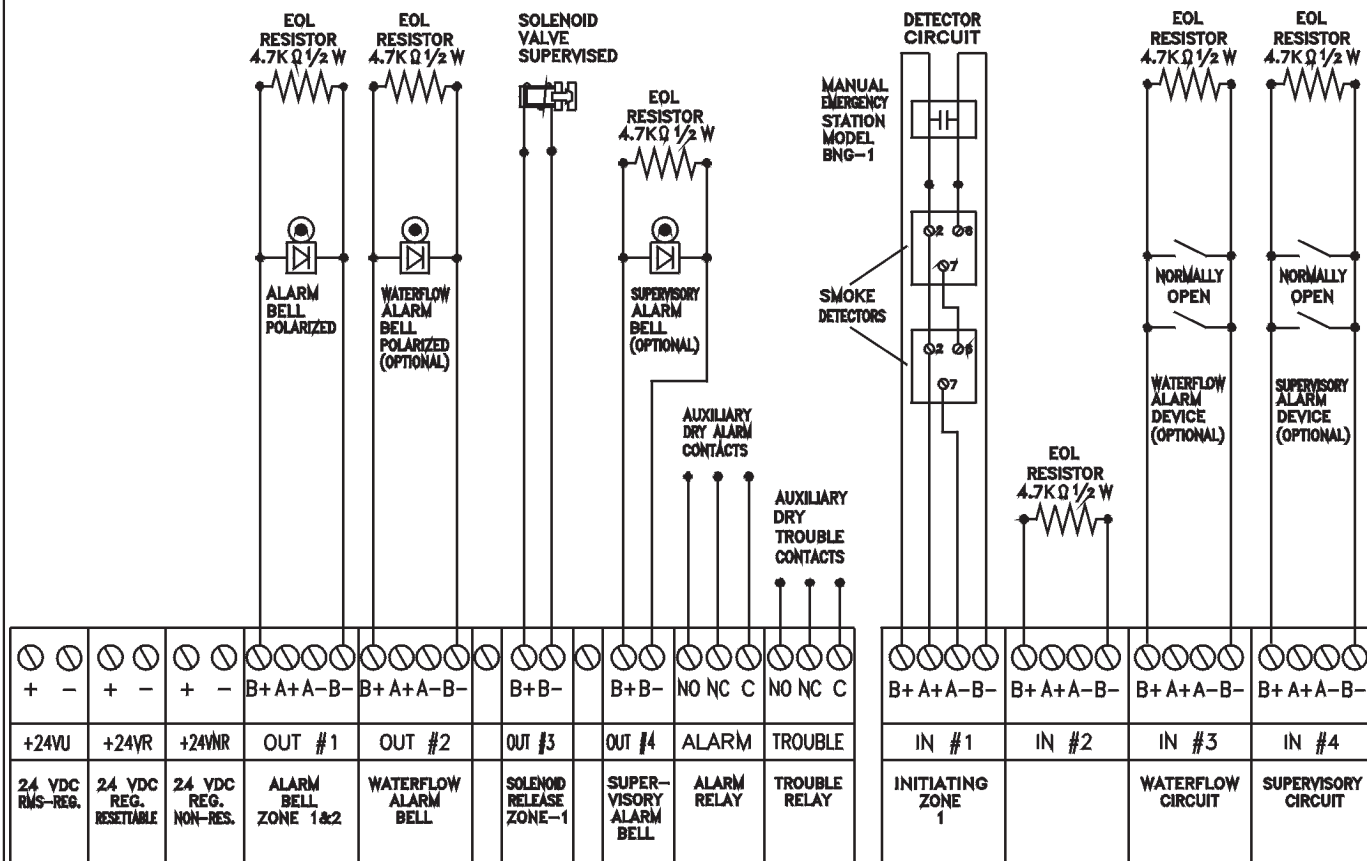 EOL
RESISTOR
4.7K Ω 1/2 W
EOL
RESISTOR
4.7K Ω 1/2 W
SOLENOID
VALVE
SUPERVISED
EOL
RESISTOR
4.7K Ω 1/2 W
DETECTOR
CIRCUIT
MANUAL
EMERGENCY
STATION
MODEL
BNG-1
EOL
RESISTOR
4.7K Ω 1/2 W
EOL
RESISTOR
4.7K Ω 1/2 W
ALARM
BELL
POLARIZED
WATERFLOW
ALARM
BELL
POLARIZED
(OPTIONAL)
SUPERVISORY
ALARM
BELL
(OPTIONAL)
2 6
7
SMOKE
DETECTORS
2 6
7
NORMALLY
OPEN
NORMALLY
OPEN
WATERFLOW
ALARM
DEVICE
(OPTIONAL)
SUPERVISORY
ALARM
DEVICE
(OPTIONAL)
AUXILIARY
DRY ALARM
CONTACTS
AUXILIARY
DRY
TROUBLE
CONTACTS
EOL
RESISTOR
4.7K Ω 1/2 W
+ - + - + - B+ A+ A- B- B+ A+ A- B- B+ B- B+ B- NO NC C NO NC C B+ A+ A- B- B+ A+ A- B- B+ A+ A- B- B+ A+ A- B-
+24VU +24VR +24VNR OUT #1 OUT #2 OUT #3 OUT #4 ALARM TROUBLE IN #1 IN #2 IN #3 IN #4
24 VDC
RMS-REG.
24 VDC
REG.
RESETTABLE
24 VDC
REG.
NON-RES.
ALARM
BELL
ZONE 1&2
WATERFLOW
ALARM
BELL
SOLENOID
RELEASE
ZONE-1
SUPER-
VISORY
ALARM
BELL
ALARM
RELAY
TROUBLE
RELAY
INITIATING
ZONE
1
WATERFLOW
CIRCUIT
SUPERVISORY
CIRCUIT